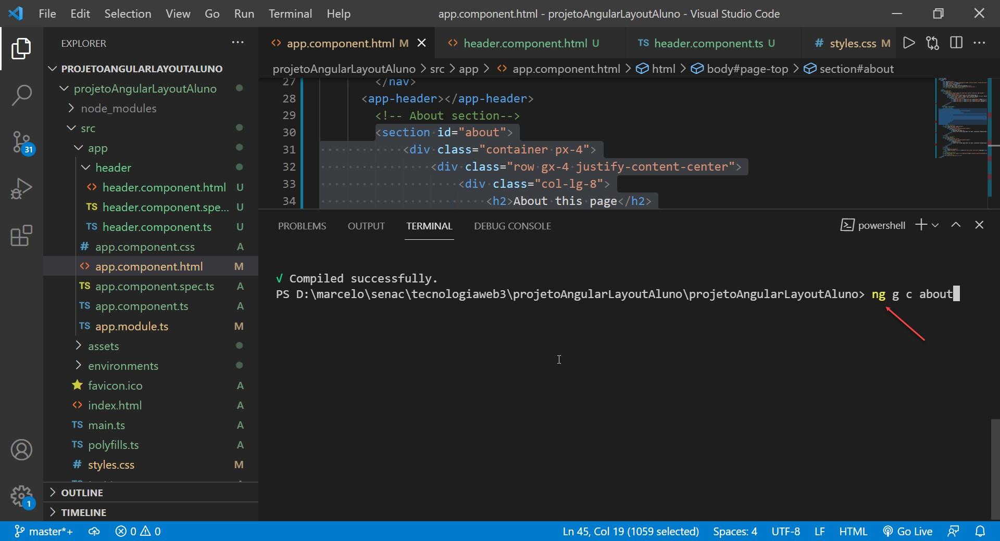 File Edit Selection View Go Run Terminal Help
app.component.html - projetoAngularLayoutAluno - Visual Studio Code
EXPLORER
PROJETOANGULARLAYOUTALUNO
projetoAngularLayoutAluno
node_modules
src
app
header
header.component.html U
TS header.component.spe... U
TS header.component.ts U
# app.component.css A
app.component.html M
TS app.component.spec.ts A
TS app.component.ts A
TS app.module.ts M
assets
environments
favicon.ico A
index.html A
TS main.ts A
TS polyfills.ts A
# styles.css M
OUTLINE
TIMELINE
31
1
app.component.html M
header.component.html U
TS header.component.ts U
# styles.css M
projetoAngularLayoutAluno > src > app > app.component.html > html > body#page-top > section#about
27 </nav>
28 <app-header></app-header>
29 <!-- About section-->
30 <section id="about">
31 <div class="container px-4">
32 <div class="row gx-4 justify-content-center">
33 <div class="col-lg-8">
34 <h2>About this page</h2>
PROBLEMS OUTPUT TERMINAL DEBUG CONSOLE
powershell
√ Compiled successfully.
PS D:\marcelo\senac\tecnologiaweb3\projetoAngularLayoutAluno\projetoAngularLayoutAluno> ng g c about
master*+ 0 0
Ln 45, Col 19 (1059 selected) Spaces: 4 UTF-8 LF HTML Go Live